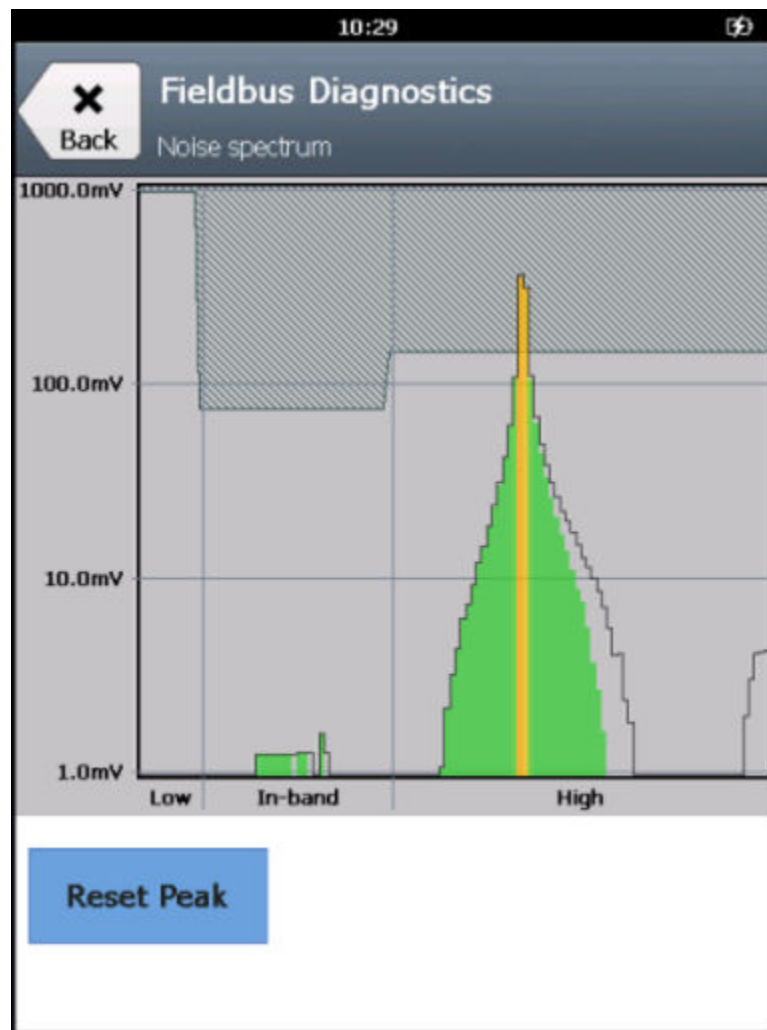 10:29
Back
Fieldbus Diagnostics
Noise spectrum
1000.0mV
100.0mV
10.0mV
1.0mV
Low In-band High
Reset Peak